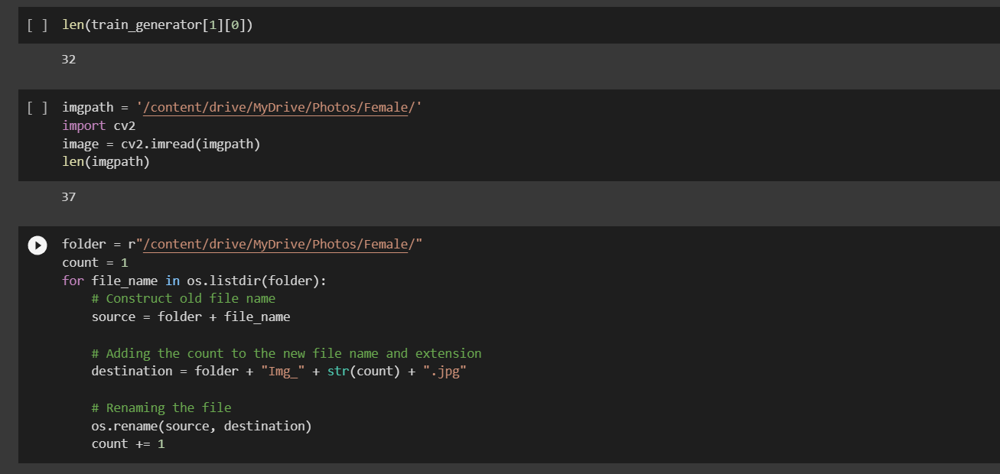 [ ] len(train_generator[1][0])
32
[ ] imgpath = '/content/drive/MyDrive/Photos/Female/'
import cv2
image = cv2.imread(imgpath)
len(imgpath)
37
folder = r"/content/drive/MyDrive/Photos/Female/"
count = 1
for file_name in os.listdir(folder):
    # Construct old file name
    source = folder + file_name
    # Adding the count to the new file name and extension
    destination = folder + "Img_" + str(count) + ".jpg"
    # Renaming the file
    os.rename(source, destination)
    count += 1